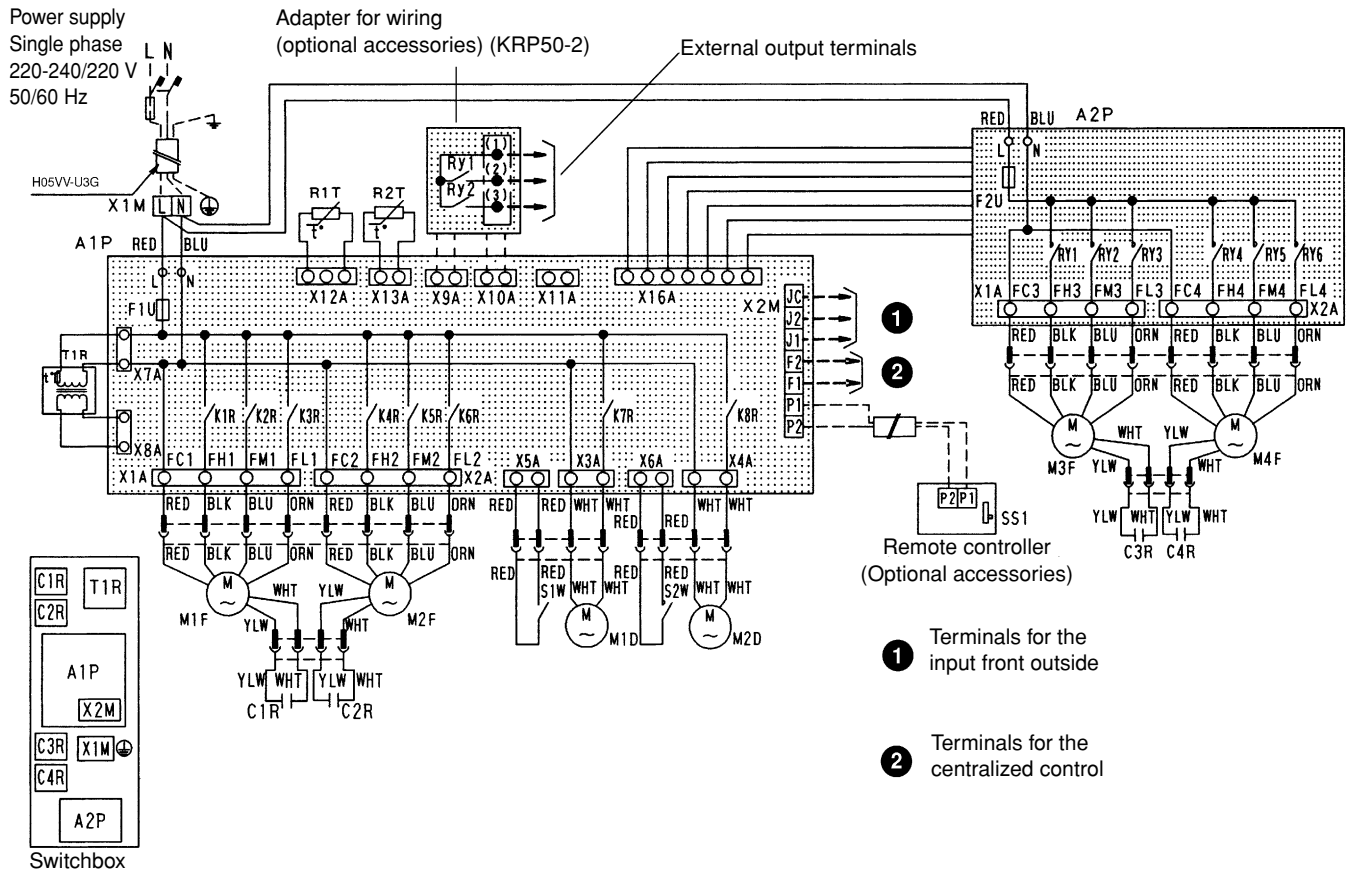 Power supply
Single phase
220-240/220 V
50/60 Hz
L N
Adapter for wiring
(optional accessories) (KRP50-2)
External output terminals
H05VV-U3G
X1M L N
RED BLU A2P
L N
F2U
Ry1 (1)
Ry2 (2)
(3)
R1T R2T
t° t°
A1P RED BLU
L N
F1U
X12A X13A X9A X10A X11A X16A
X2M
JC
J2
J1
F2
F1
P1
P2
1
2
RY1 RY2 RY3 RY4 RY5 RY6
X1A FC3 FH3 FM3 FL3 FC4 FH4 FM4 FL4
X2A
RED BLK BLU ORN RED BLK BLU ORN
RED BLK BLU ORN RED BLK BLU ORN
M M
~ ~
M3F WHT YLW M4F
YLW WHT
YLW WHT YLW WHT
C3R C4R
T1R
t°
X7A
X8A
K1R K2R K3R K4R K5R K6R K7R K8R
X1A FC1 FH1 FM1 FL1 FC2 FH2 FM2 FL2 X2A
X5A X3A X6A X4A
RED BLK BLU ORN RED BLK BLU ORN
RED RED WHT WHT RED RED WHT WHT
RED BLK BLU ORN RED BLK BLU ORN
RED RED WHT WHT RED RED WHT WHT
S1W S2W
M M M M
~ ~ ~ ~
M1F WHT YLW M2F M1D M2D
YLW WHT
YLW WHT YLW WHT
C1R C2R
P2 P1
SS1
Remote controller
(Optional accessories)
1 Terminals for the
input front outside
2 Terminals for the
centralized control
C1R T1R
C2R
A1P
X2M
C3R X1M
C4R
A2P
Switchbox